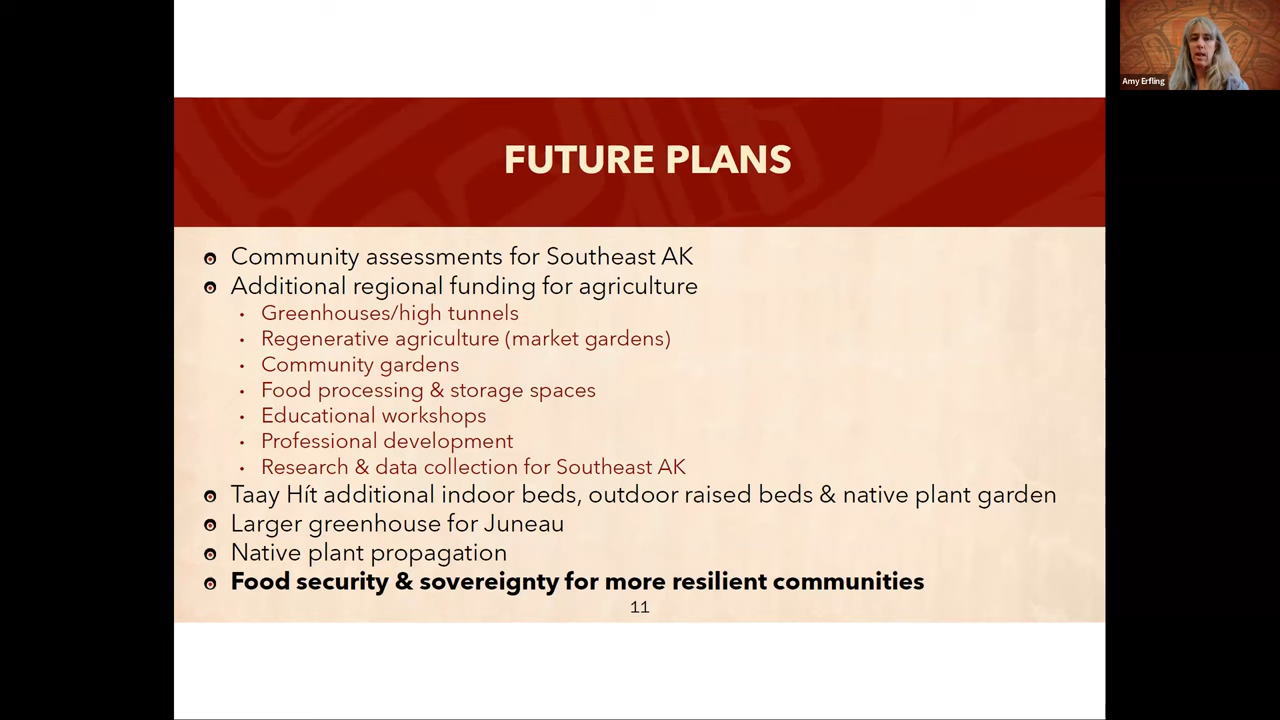 Amy Erfling
FUTURE PLANS
Community assessments for Southeast AK
Additional regional funding for agriculture
Greenhouses/high tunnels
Regenerative agriculture (market gardens)
Community gardens
Food processing & storage spaces
Educational workshops
Professional development
Research & data collection for Southeast AK
Taay Hít additional indoor beds, outdoor raised beds & native plant garden
Larger greenhouse for Juneau
Native plant propagation
Food security & sovereignty for more resilient communities
11